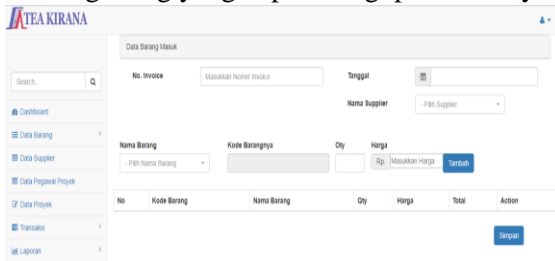 ATEA KIRANA
Data Barang Masuk
No. Invoice
Masukkan Nomer Invoice
Tanggal
Nama Supplier
- Pilih Supplier
Search...
Dashboard
Data Barang
Data Supplier
Data Pegawai Proyek
Data Proyek
Transaksi
Laporan
Nama Barang
Kode Barangnya
Qty
Harga
- Pilih Nama Barang
Rp.
Masukkan Harga
Tambah
No Kode Barang Nama Barang Qty Harga Total Action
Simpan